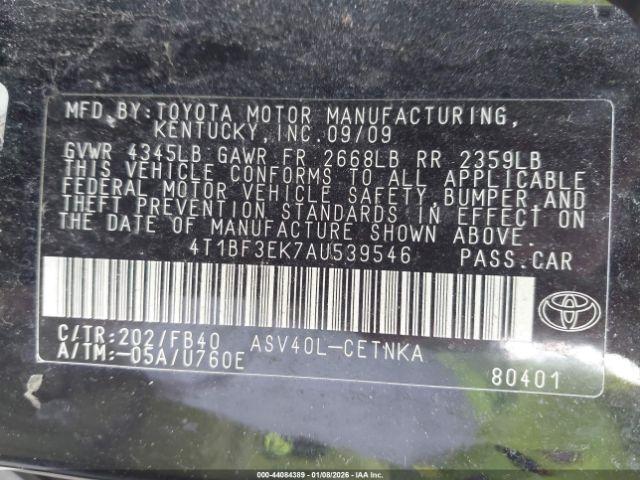 MFD.BY:TOYOTA MOTOR MANUFACTURING,
KENTUCKY,INC.09/09
GVWR 4345LB GAWR FR 2668LB RR 2359LB
THIS VEHICLE CONFORMS TO ALL APPLICABLE
FEDERAL MOTOR VEHICLE SAFETY,BUMPER,AND
THEFT PREVENTION STANDARDS IN EFFECT ON
THE DATE OF MANUFACTURE SHOWN ABOVE.
4T1BF3EK7AU539546 PASS.CAR
C/TR:202/FB40 ASV40L-CETNKA
A/TM:-05A/U760E
80401
000-44084389 - 01/08/2026 - IAA Inc.